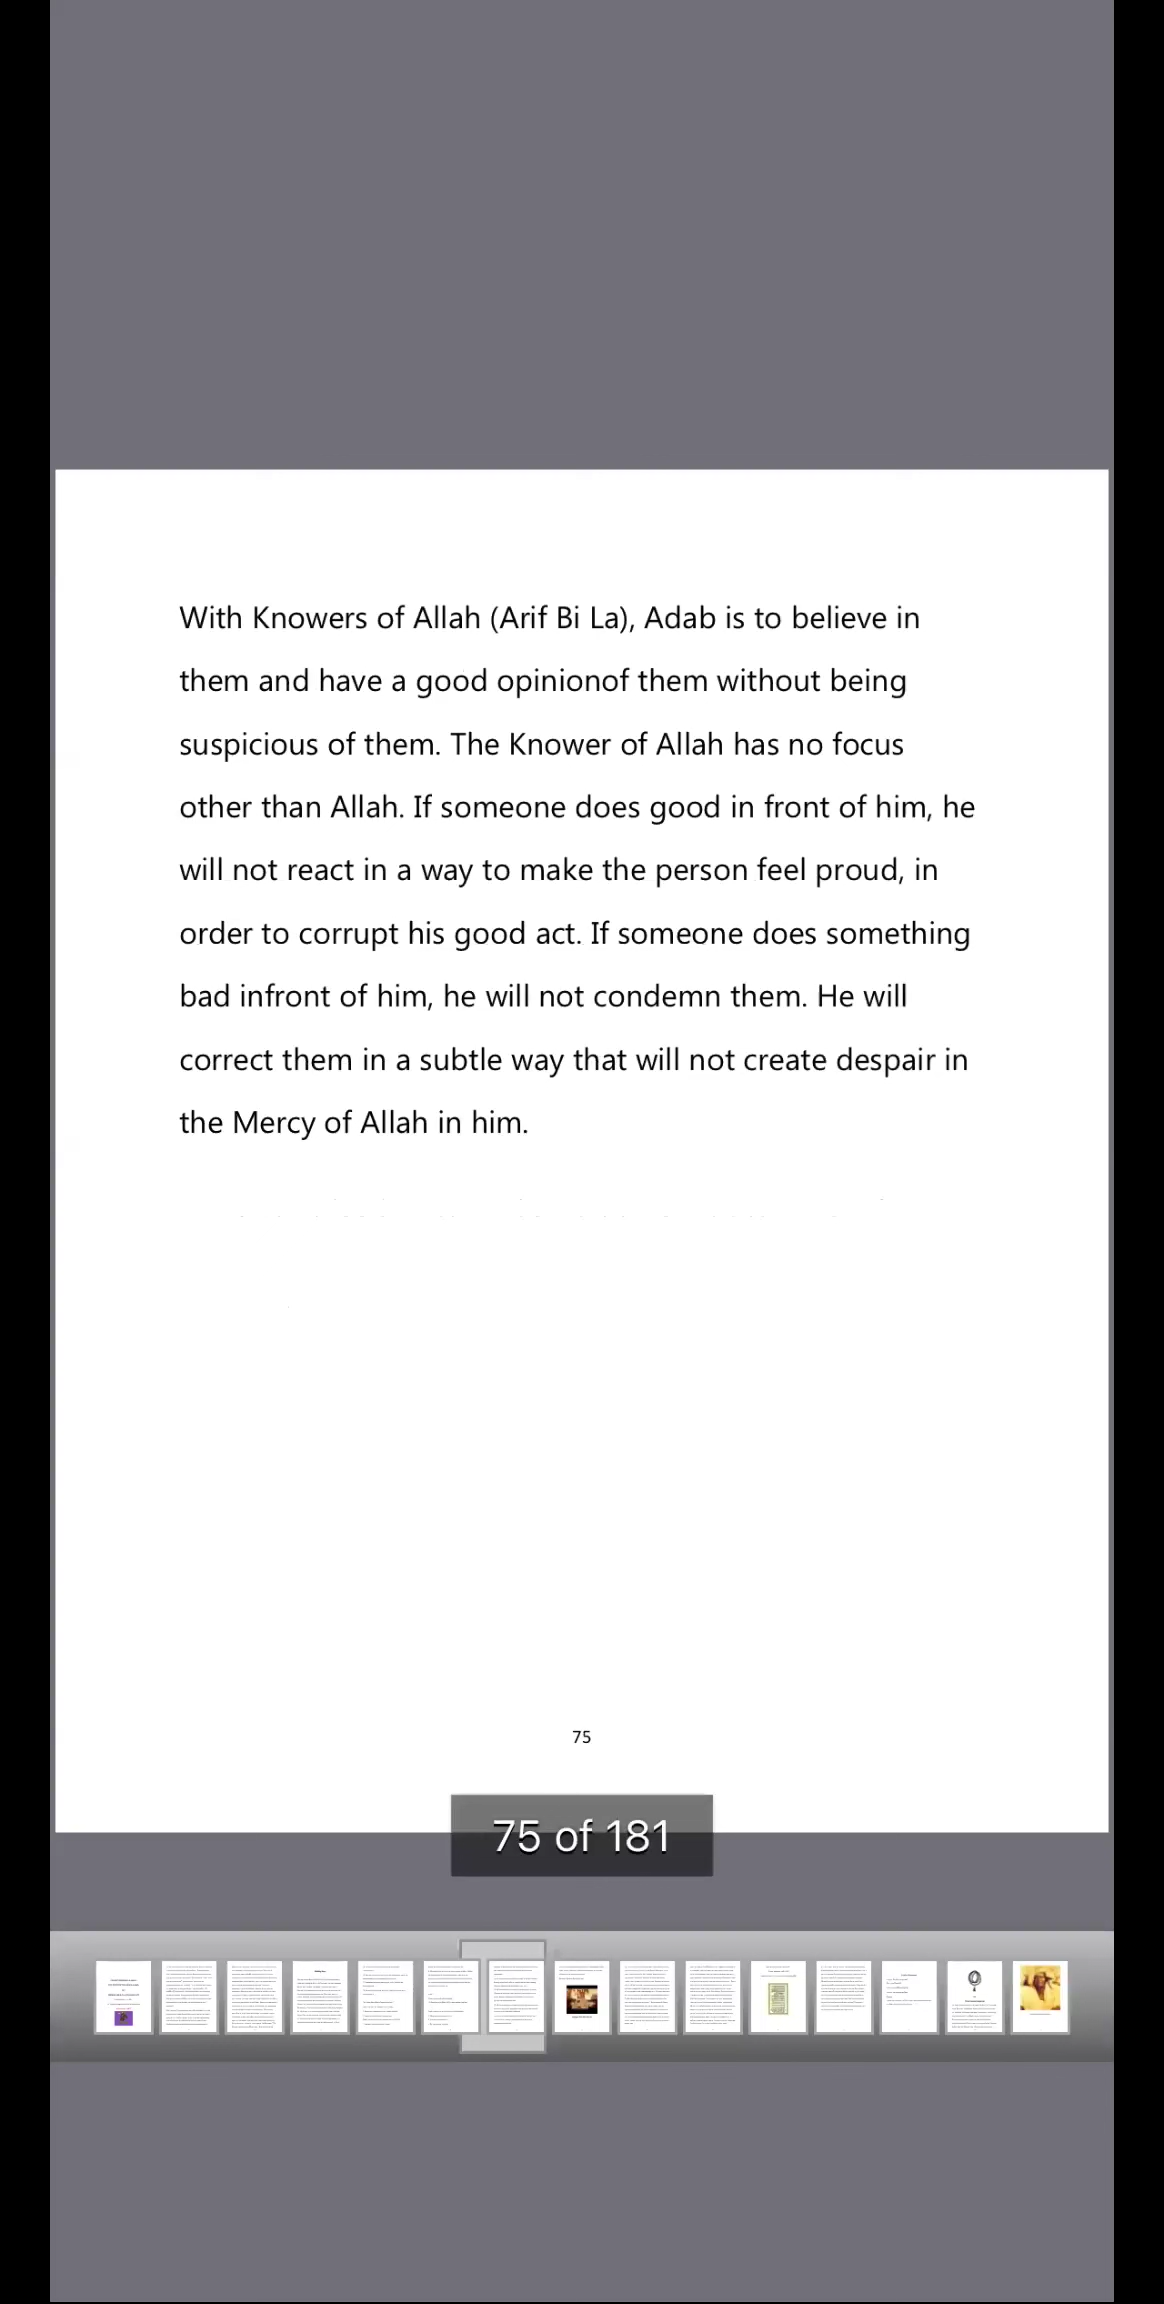 With Knowers of Allah (Arif Bi La), Adab is to believe in
them and have a good opinionof them without being
suspicious of them. The Knower of Allah has no focus
other than Allah. If someone does good in front of him, he
will not react in a way to make the person feel proud, in
order to corrupt his good act. If someone does something
bad infront of him, he will not condemn them. He will
correct them in a subtle way that will not create despair in
the Mercy of Allah in him.
75
75 of 181